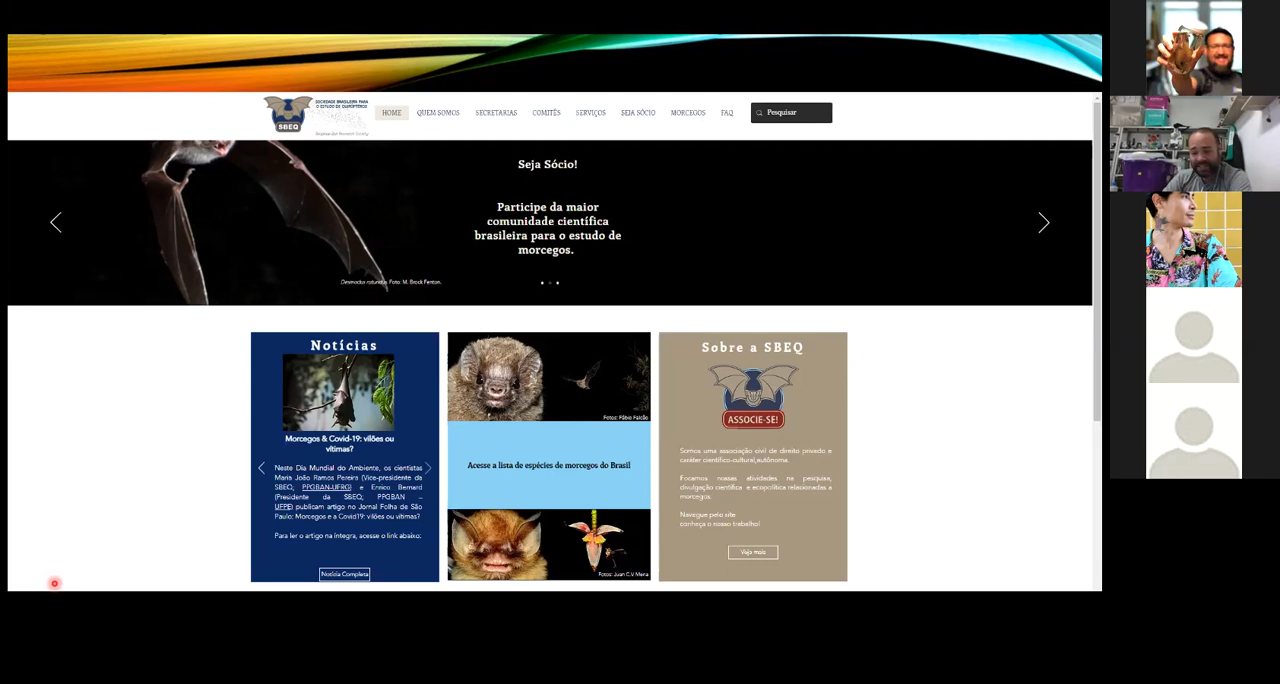 SOCIEDADE BRASILEIRA PARA
O ESTUDO DE QUIRÓPTEROS
SBEQ
HOME QUEM SOMOS SECRETARIAS COMITÊS SERVIÇOS SEJA SÓCIO MORCEGOS FAQ Pesquisar
Seja Sócio!
Participe da maior
comunidade científica
brasileira para o estudo de
morcegos.
Desmodus rotundus. Foto: M. Brock Fenton.
Notícias
Morcegos & Covid-19: vilões ou
vítimas?
Neste Dia Mundial do Ambiente, os cientistas
Maria João Ramos Pereira (Vice-presidente da
SBEQ; PPGBAN-UFRG) e Enrico Bernard
(Presidente da SBEQ; PPGBAN –
UFPE) publicam artigo no Jornal Folha de São
Paulo: Morcegos e a Covid19: vilões ou vítimas?
Para ler o artigo na íntegra, acesse o link abaixo:
Notícia Completa
Fotos: Fábio Falcão
Acesse a lista de espécies de morcegos do Brasil
Fotos: Juan C.V Mena
Sobre a SBEQ
ASSOCIE-SE!
Somos uma associação civil de direito privado e
caráter científico-cultural, autônoma.
Focamos nossas atividades na pesquisa,
divulgação científica e ecopolítica relacionadas a
morcegos.
Navegue pelo site
conheça o nosso trabalho!
Veja mais